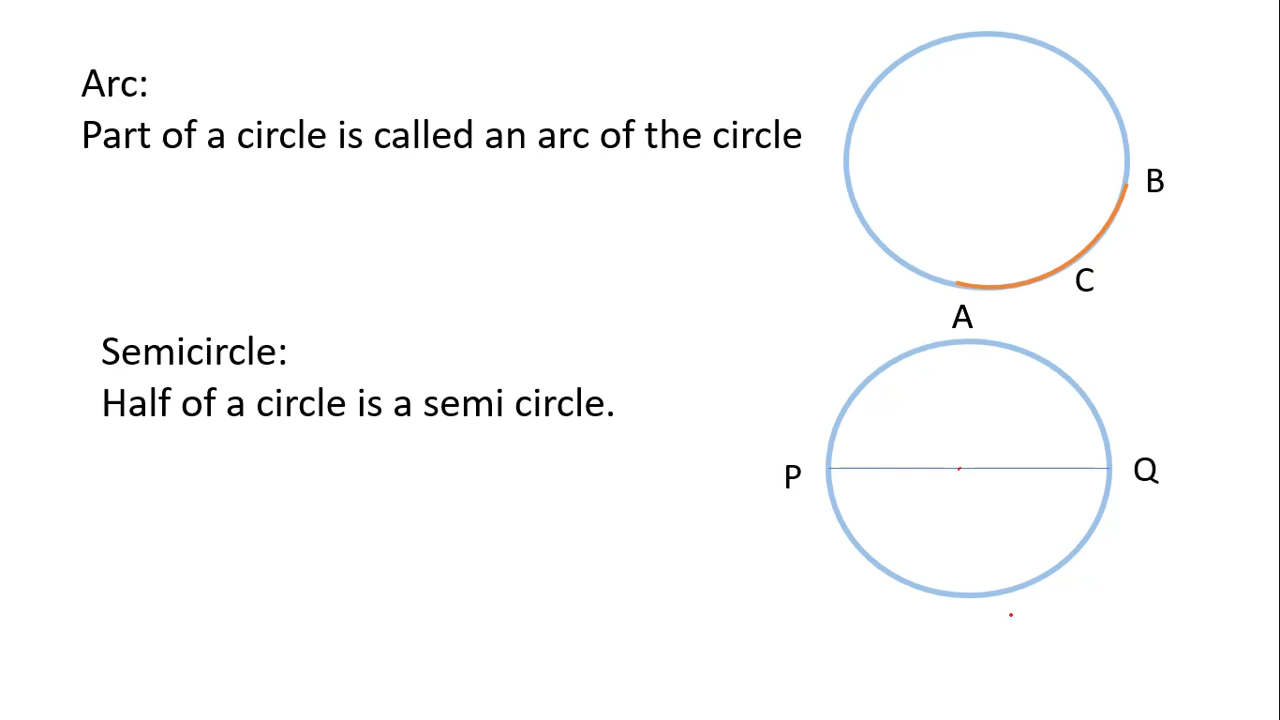 Arc:
Part of a circle is called an arc of the circle
B
C
A
Semicircle:
Half of a circle is a semi circle.
P
Q